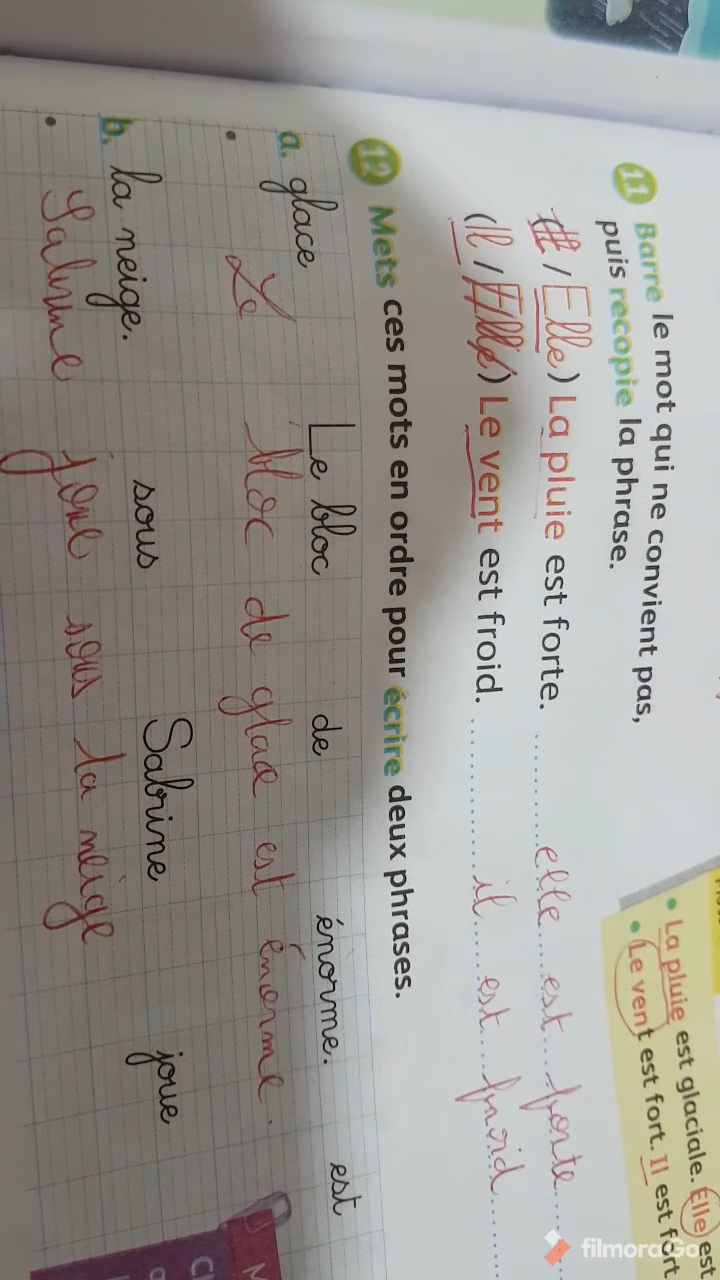 11 Barre le mot qui ne convient pas,
puis recopie la phrase.
Il / Elle) La pluie est forte. elle est forte
(Il / Elle) Le vent est froid. il est froid
• La pluie est glaciale. Elle est
• Le vent est fort. Il est fort
12 Mets ces mots en ordre pour écrire deux phrases.
a. glace Le bloc de énorme. est
• Le bloc de glace est énorme.
b. la neige. sous Sabrine joue
• Sabrine joue sous la neige
filmoraGo